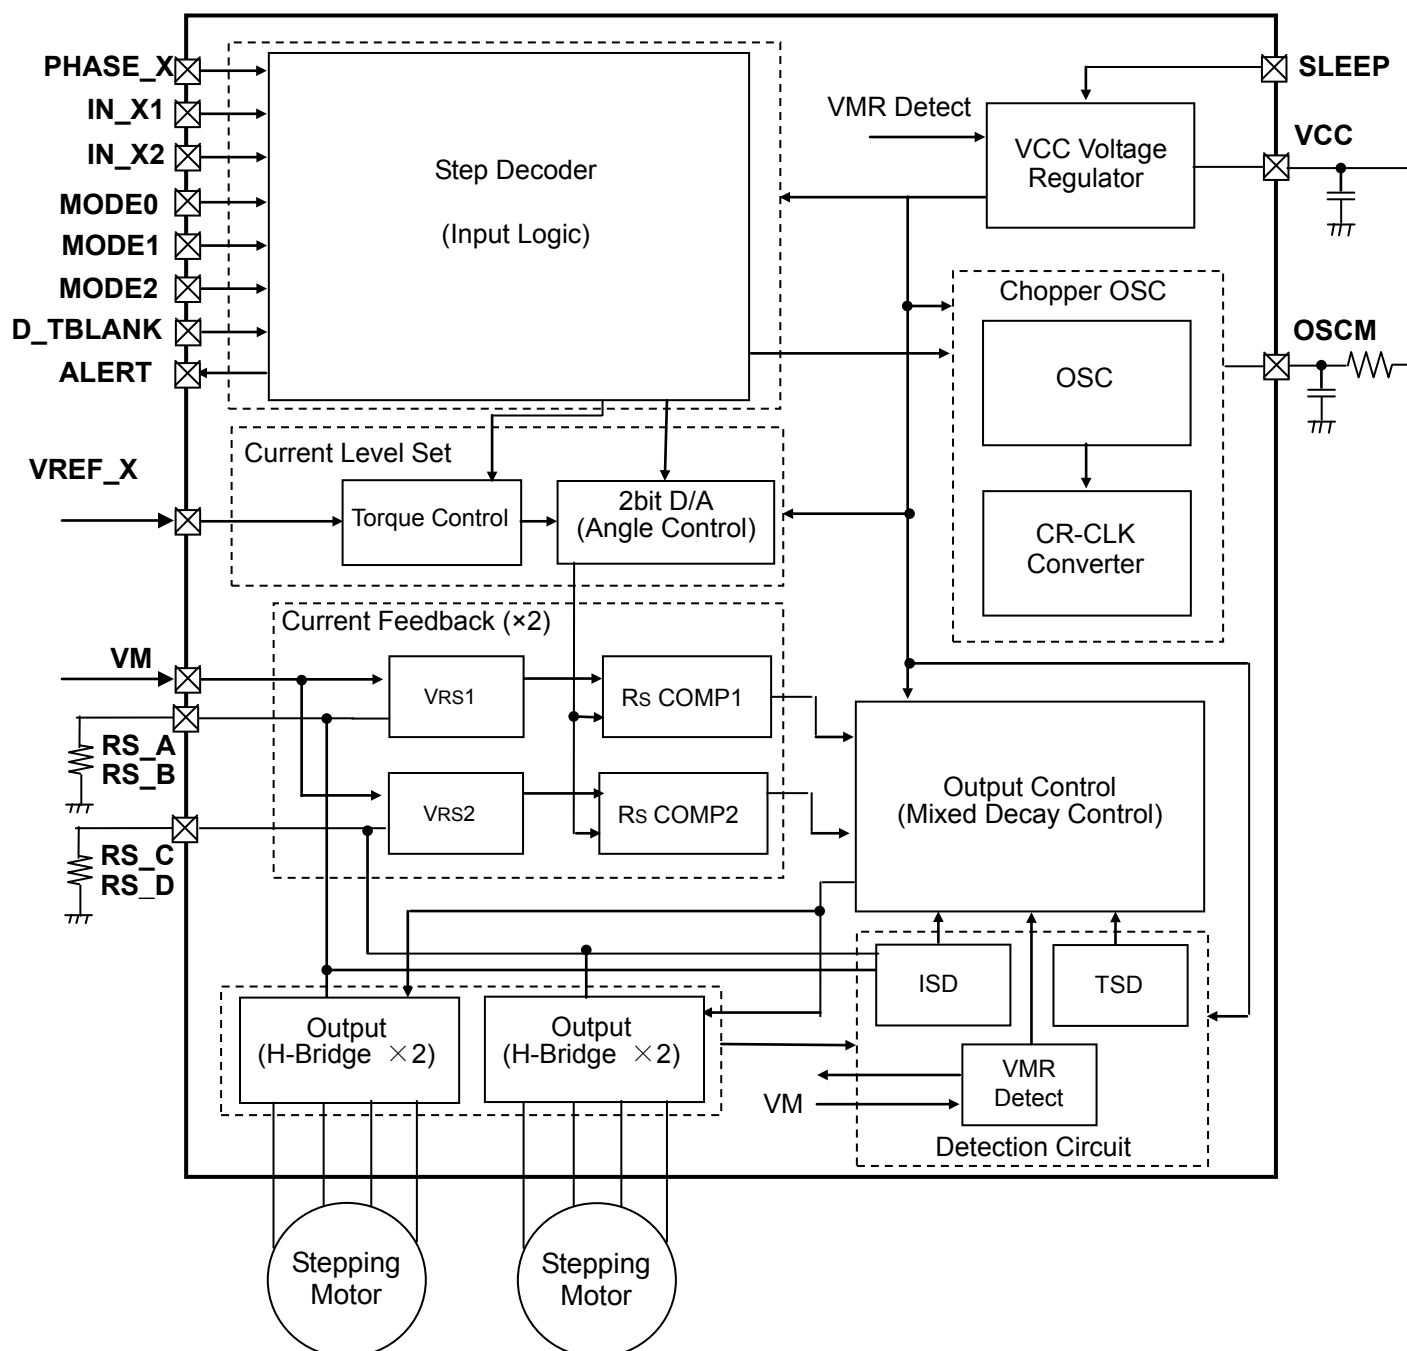 PHASE_X
IN_X1
IN_X2
MODE0
MODE1
MODE2
D_TBLANK
ALERT
Step Decoder
(Input Logic)
VMR Detect
VCC Voltage
Regulator
SLEEP
VCC
Chopper OSC
OSC
CR-CLK
Converter
OSCM
VREF_X
Current Level Set
Torque Control
2bit D/A
(Angle Control)
Current Feedback (×2)
VM
VRS1
RS COMP1
RS_A
RS_B
VRS2
RS COMP2
RS_C
RS_D
Output Control
(Mixed Decay Control)
ISD
TSD
Output
(H-Bridge ×2)
Output
(H-Bridge ×2)
VM
VMR
Detect
Detection Circuit
Stepping
Motor
Stepping
Motor